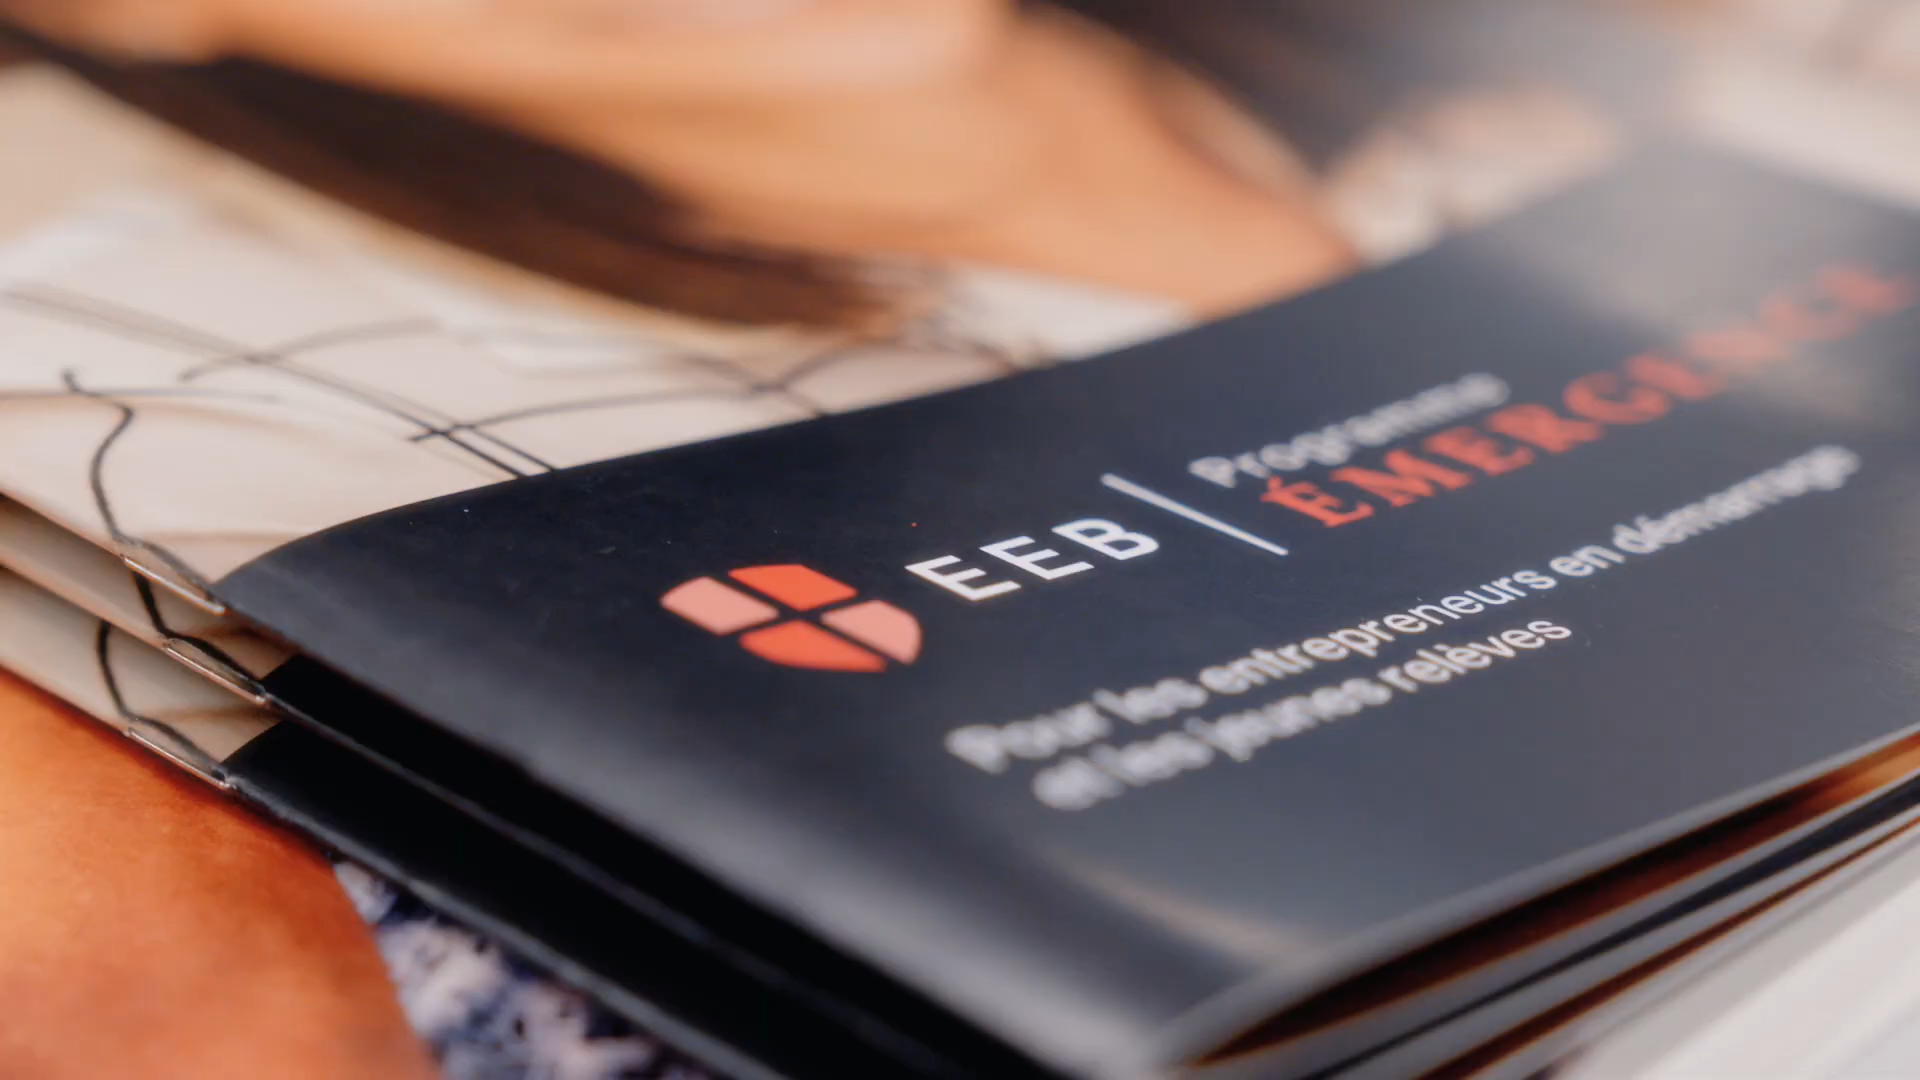 EEB
Programme
ÉMERGENCE
Pour les entrepreneurs en démarrage
et les jeunes relèves